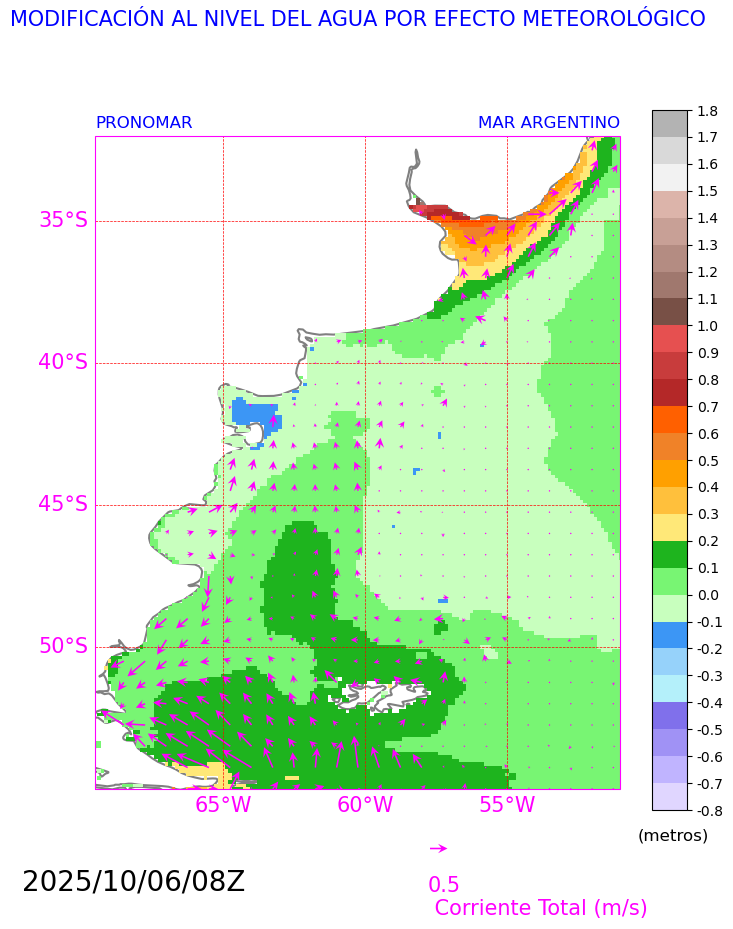 MODIFICACIÓN AL NIVEL DEL AGUA POR EFECTO METEOROLÓGICO
PRONOMAR MAR ARGENTINO
35°S
40°S
45°S
50°S
65°W 60°W 55°W
1.8
1.7
1.6
1.5
1.4
1.3
1.2
1.1
1.0
0.9
0.8
0.7
0.6
0.5
0.4
0.3
0.2
0.1
0.0
-0.1
-0.2
-0.3
-0.4
-0.5
-0.6
-0.7
-0.8
(metros)
2025/10/06/08Z
0.5
Corriente Total (m/s)